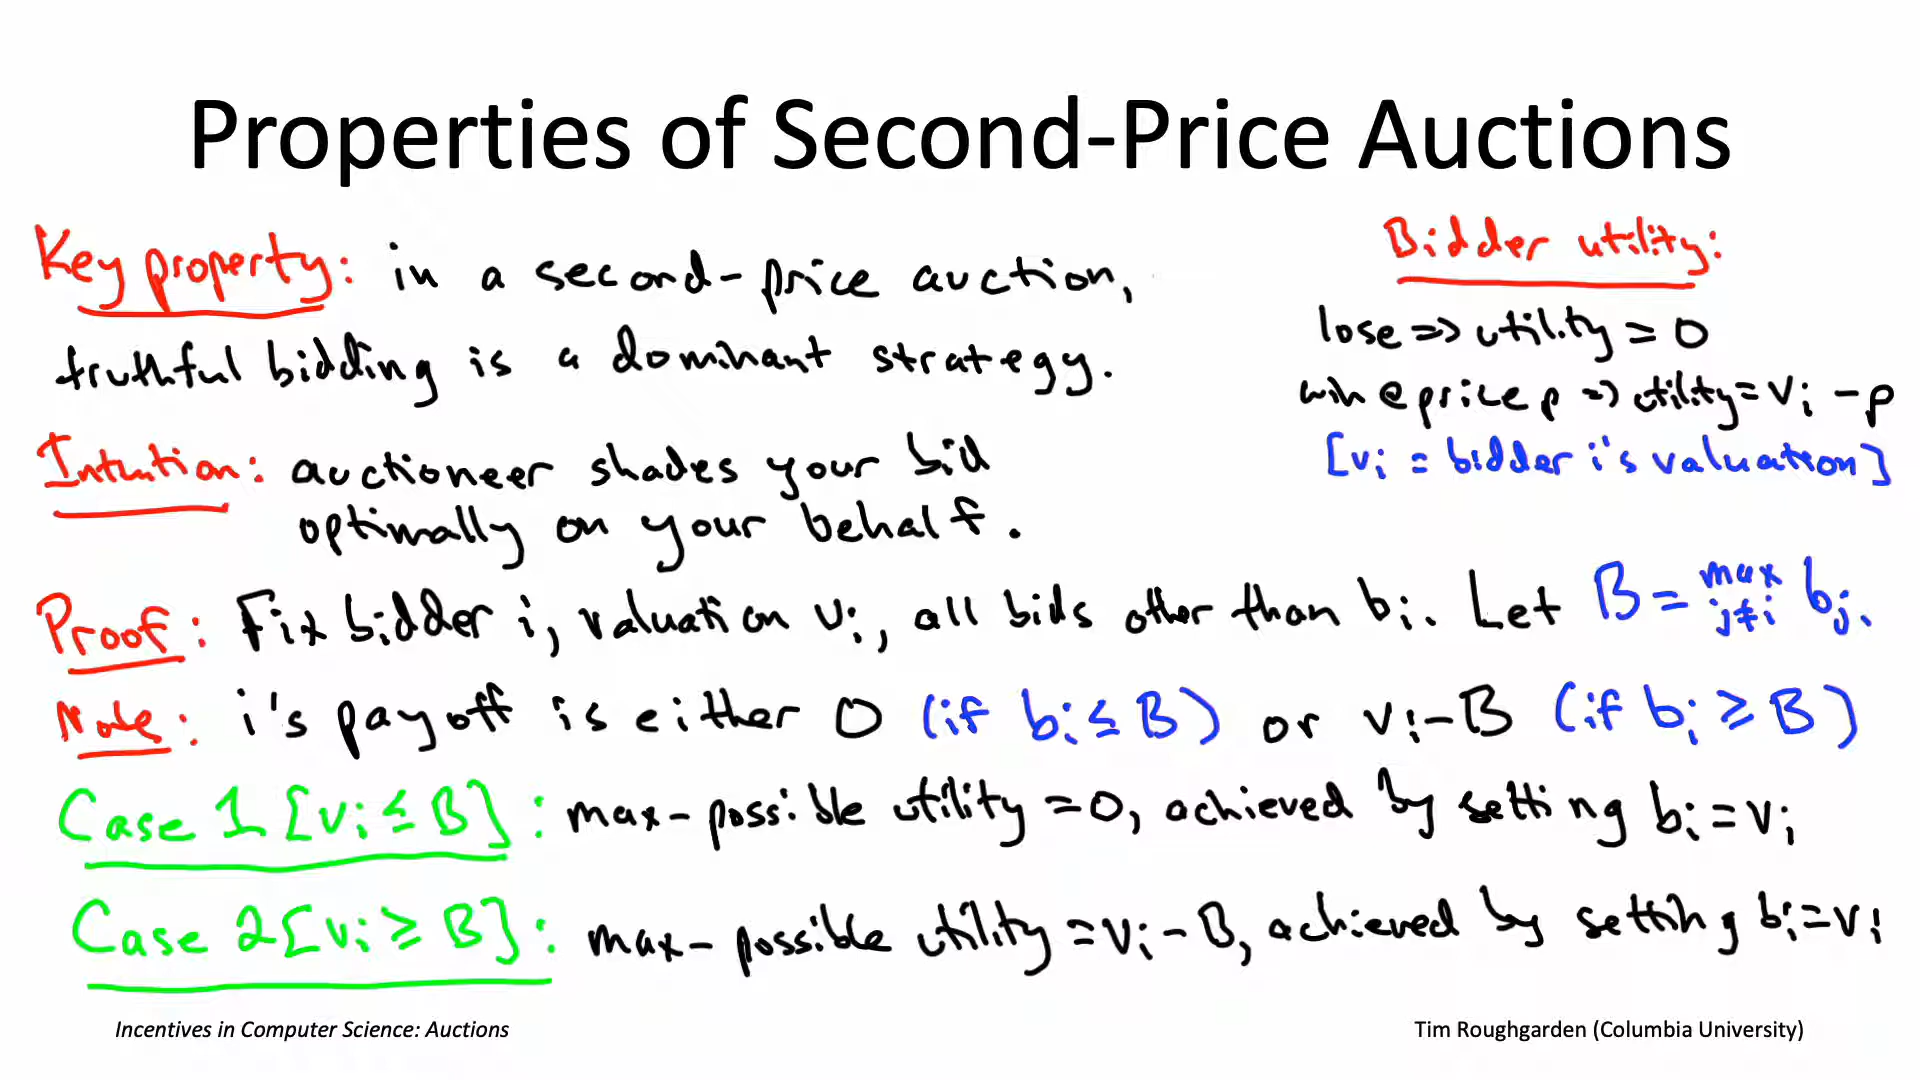 Properties of Second-Price Auctions
Key property: in a second-price auction,
truthful bidding is a dominant strategy.
Bidder utility:
lose => utility = 0
win @ price p => utility = vᵢ - p
[vᵢ = bidder i's valuation]
Intuition: auctioneer shades your bid
optimally on your behalf.
Proof: Fix bidder i, valuation vᵢ, all bids other than bᵢ. Let B = max_{j≠i} bⱼ.
Note: i's payoff is either 0 (if bᵢ ≤ B) or vᵢ - B (if bᵢ ≥ B)
Case 1 [vᵢ ≤ B]: max-possible utility = 0, achieved by setting bᵢ = vᵢ
Case 2 [vᵢ ≥ B]: max-possible utility = vᵢ - B, achieved by setting bᵢ = vᵢ
Incentives in Computer Science: Auctions
Tim Roughgarden (Columbia University)